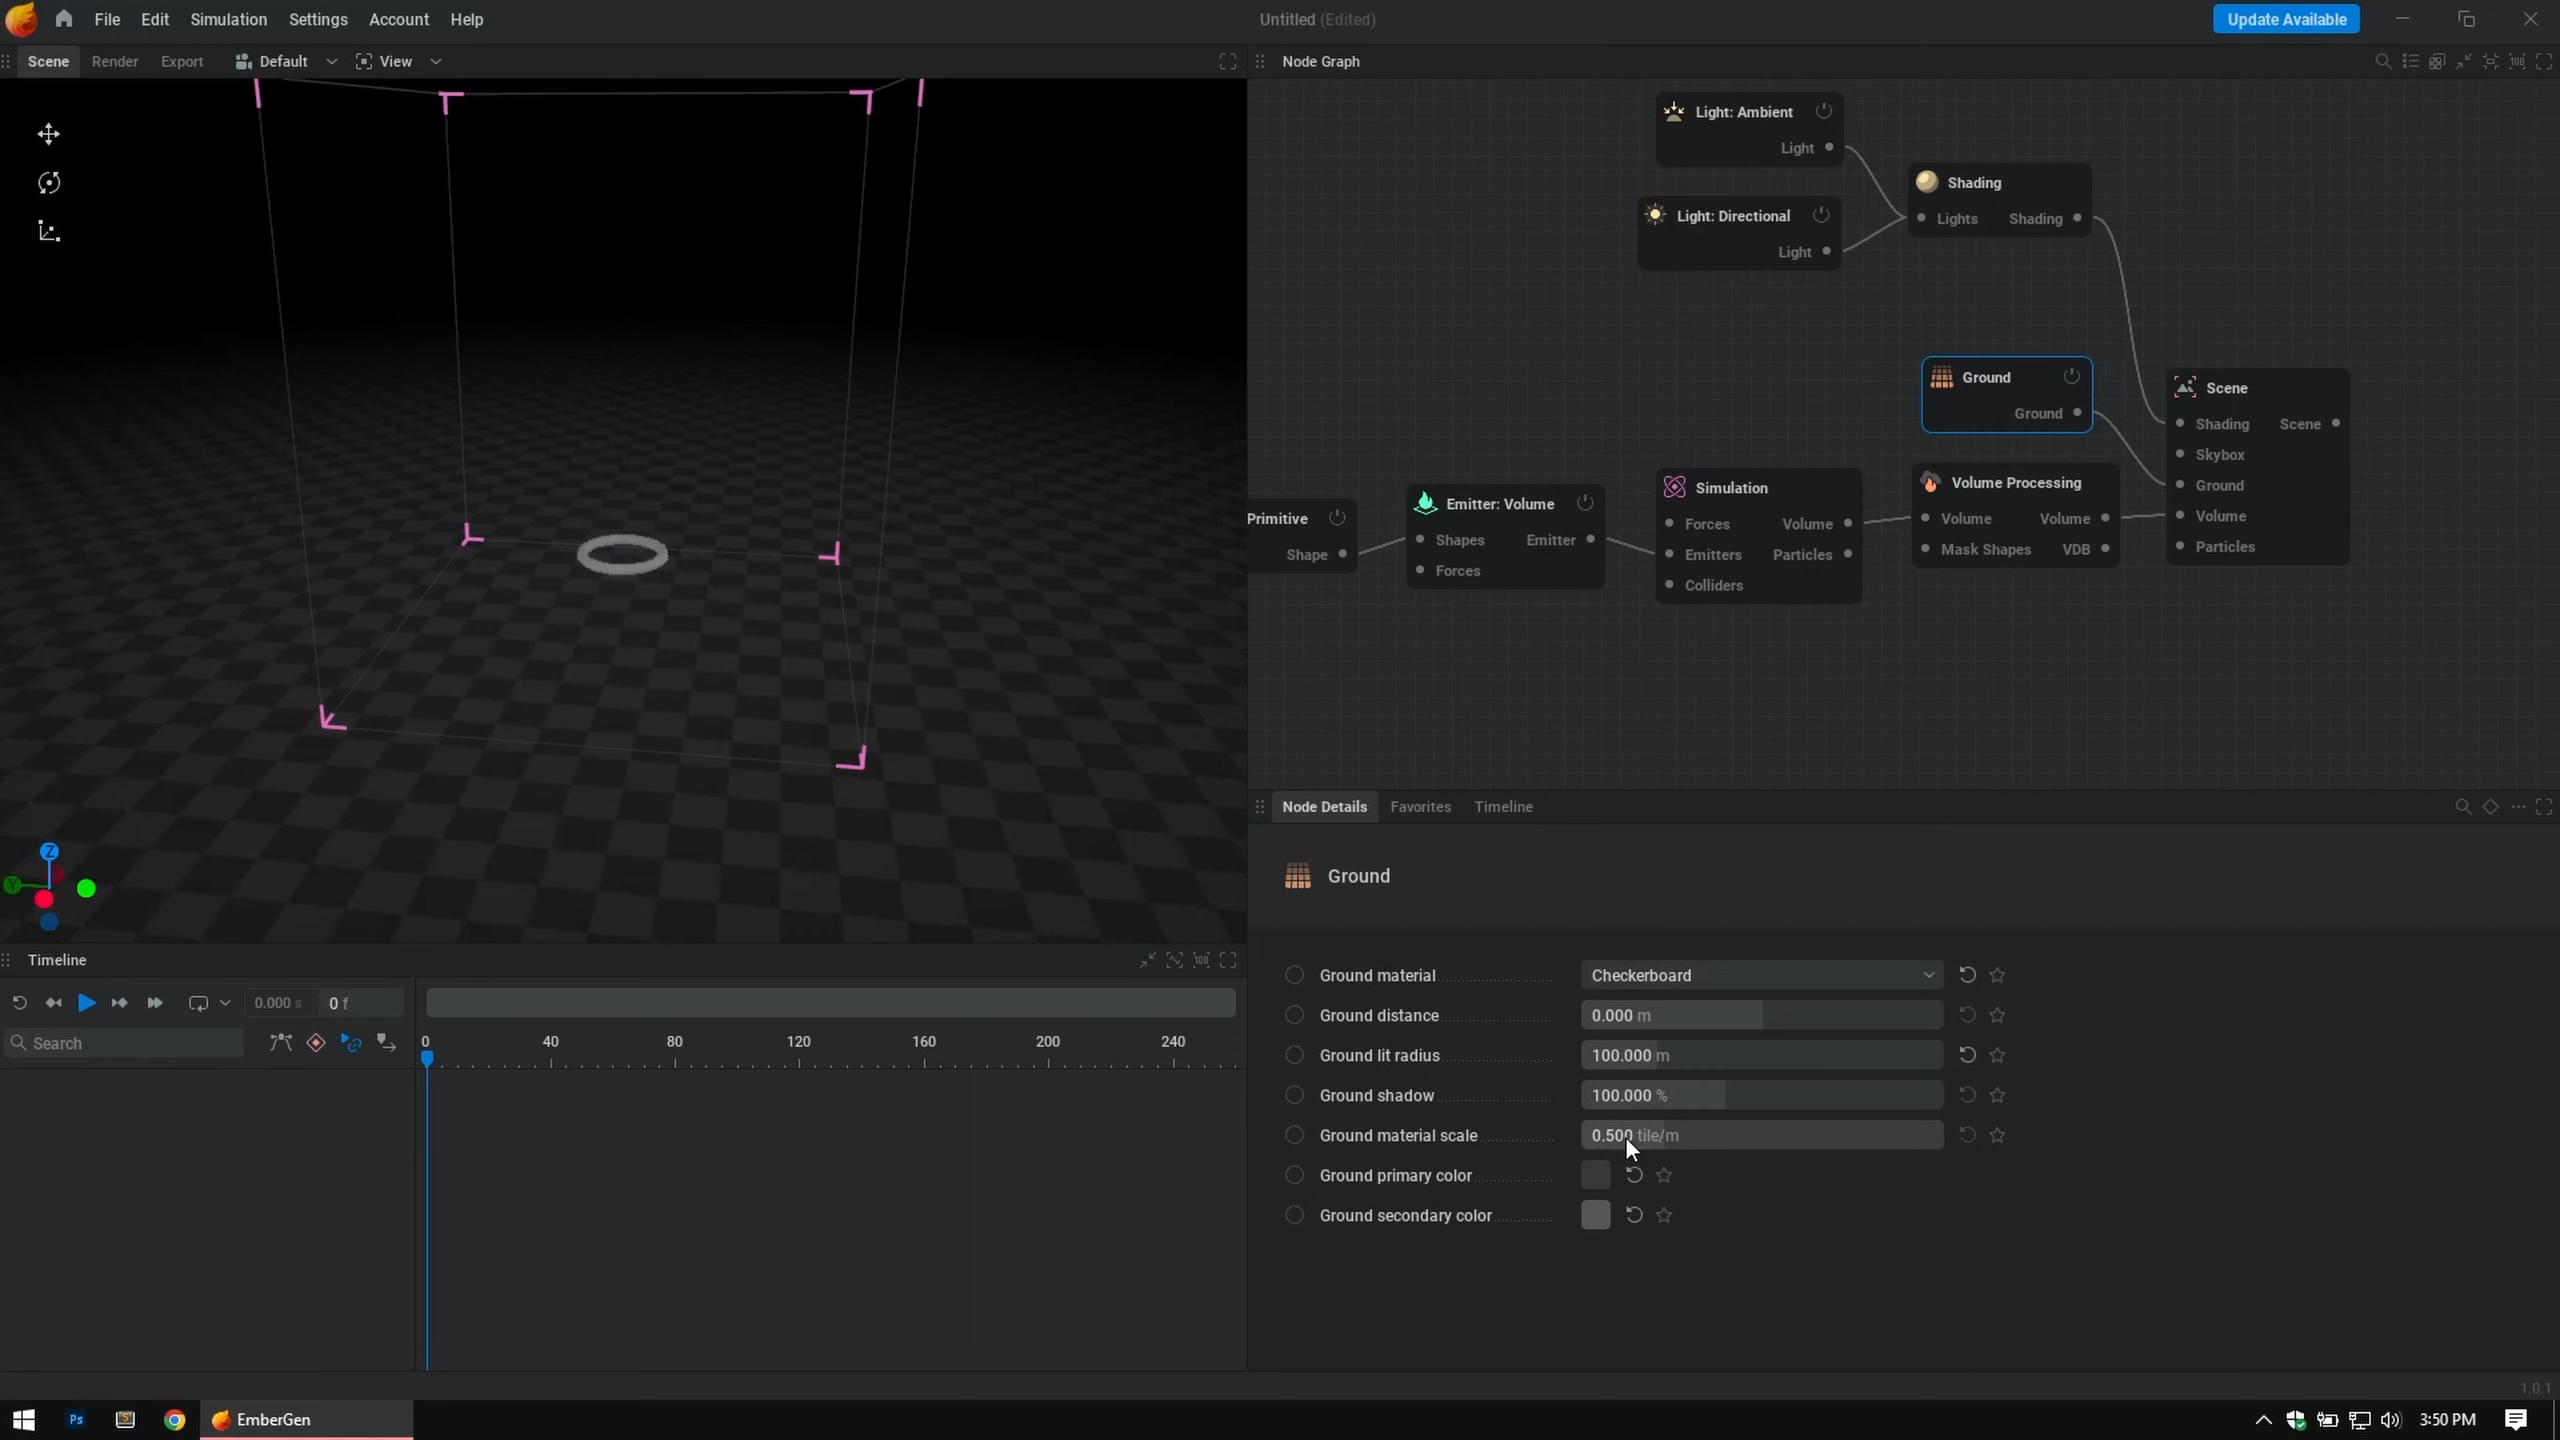 File Edit Simulation Settings Account Help
Untitled (Edited)
Update Available
Scene Render Export Default View
Node Graph
Light: Ambient
Light
Light: Directional
Light
Shading
Lights Shading
Ground
Ground
Scene
Shading Scene
Skybox
Ground
Volume
Particles
Primitive
Shape
Emitter: Volume
Shapes Emitter
Forces
Simulation
Forces Volume
Emitters Particles
Colliders
Volume Processing
Volume Volume
Mask Shapes VDB
Z
Y
Node Details Favorites Timeline
Ground
Ground material Checkerboard
Ground distance 0.000 m
Ground lit radius 100.000 m
Ground shadow 100.000 %
Ground material scale 0.500 tile/m
Ground primary color
Ground secondary color
Timeline
100
0.000 s 0 f
Search
0 40 80 120 160 200 240
1.0.1
Ps
S
EmberGen
3:50 PM